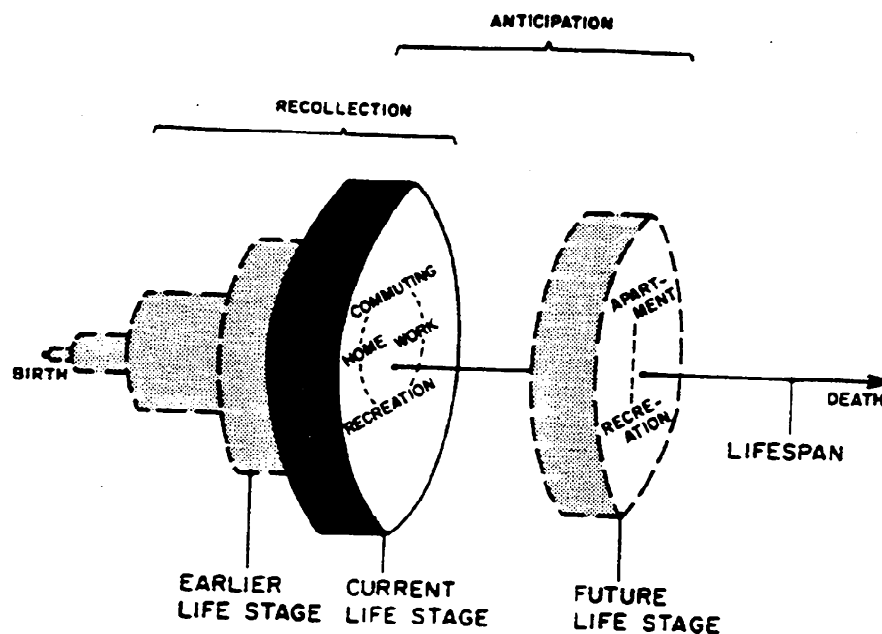 ANTICIPATION
RECOLLECTION
COMMUTING
HOME WORK
RECREATION
APART-
MENT
RECRE-
ATION
BIRTH
DEATH
LIFESPAN
EARLIER
LIFE STAGE
CURRENT
LIFE STAGE
FUTURE
LIFE STAGE